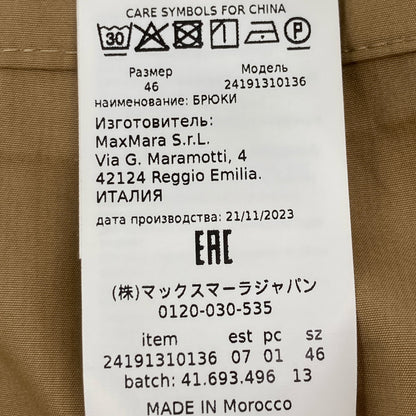 CARE SYMBOLS FOR CHINA
30 P
Размер Модель
46 24191310136
наименование: БРЮКИ
Изготовитель:
MaxMara S.r.L.
Via G. Maramotti, 4
42124 Reggio Emilia.
ИТАЛИЯ
дата производства: 21/11/2023
EAC
(株)マックスマーラジャパン
0120-030-535
item est pc sz
24191310136 07 01 46
batch: 41.693.496 13
MADE IN Morocco